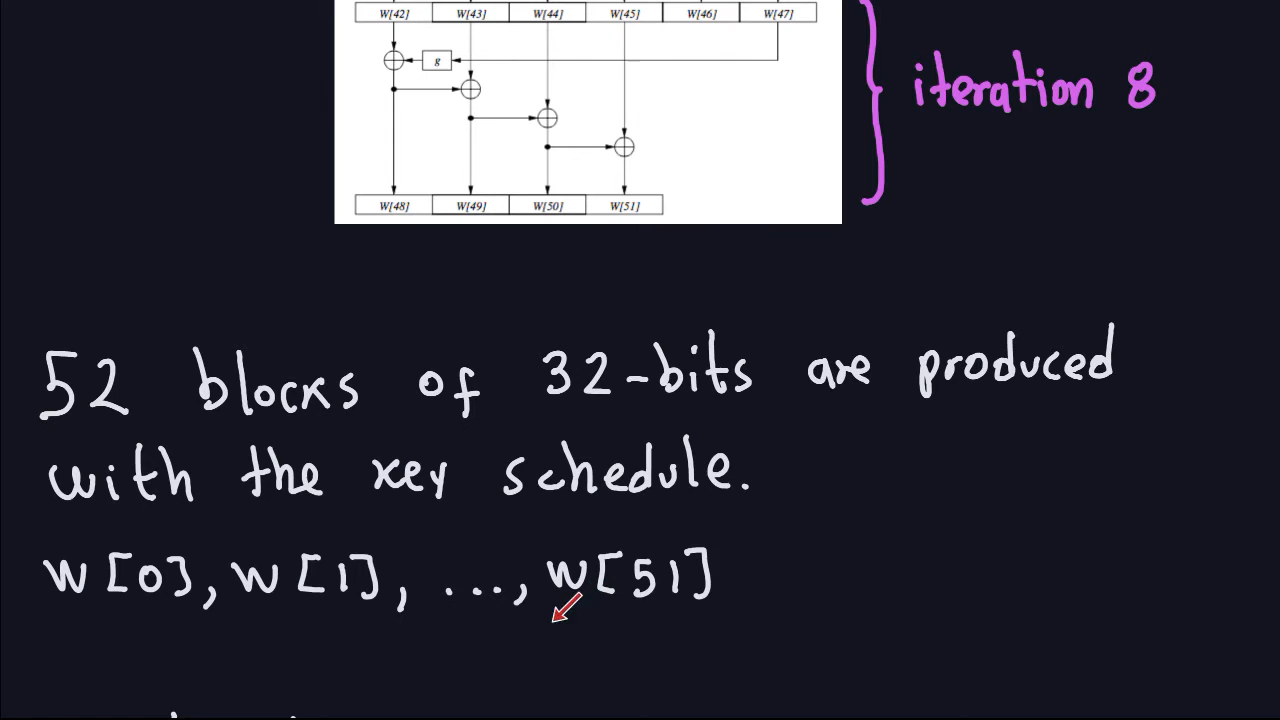 W[42] W[43] W[44] W[45] W[46] W[47]
g
iteration 8
W[48] W[49] W[50] W[51]
52 blocks of 32-bits are produced
with the key schedule.
W[0], W[1], ..., W[51]